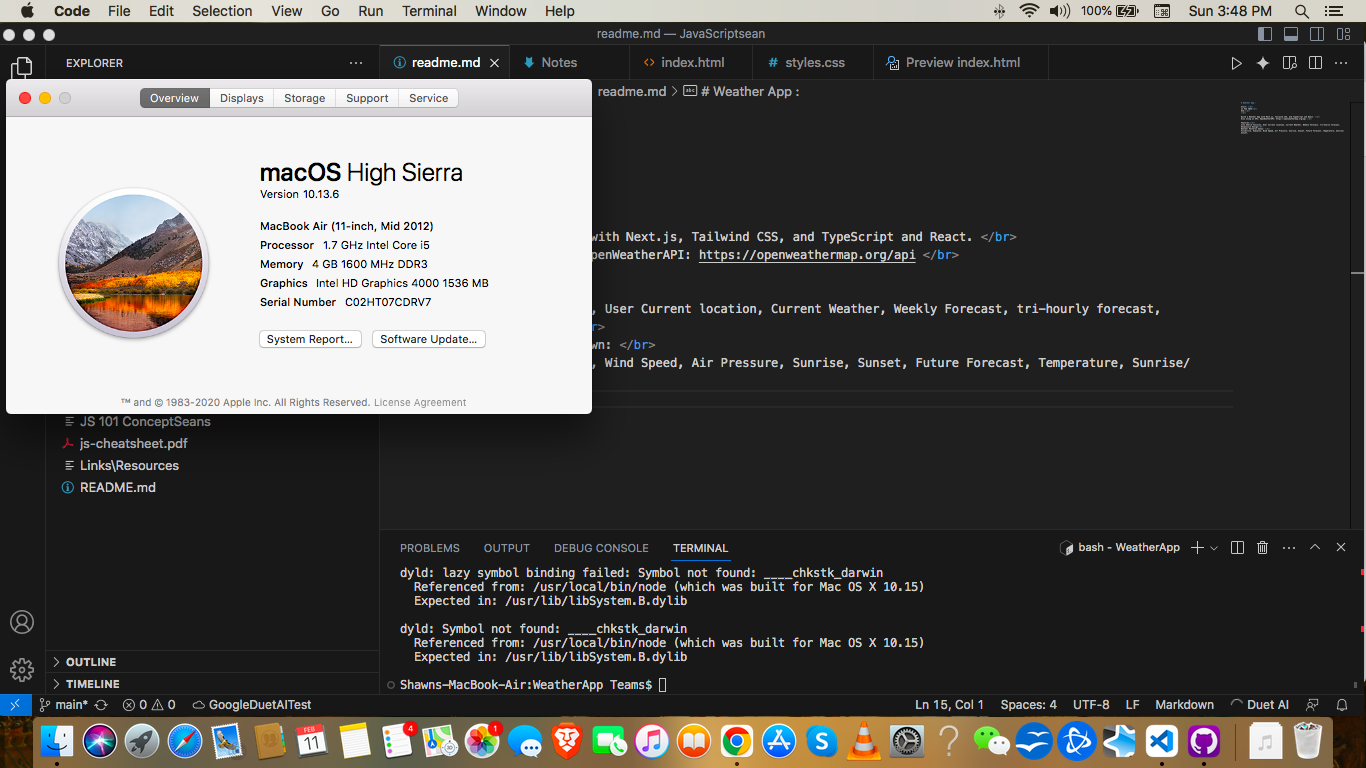 Code File Edit Selection View Go Run Terminal Window Help 100% Sun 3:48 PM
readme.md — JavaScriptsean
EXPLORER
readme.md Notes index.html styles.css Preview index.html
readme.md > # Weather App :
Overview Displays Storage Support Service
macOS High Sierra
Version 10.13.6
MacBook Air (11-inch, Mid 2012)
Processor 1.7 GHz Intel Core i5
Memory 4 GB 1600 MHz DDR3
Graphics Intel HD Graphics 4000 1536 MB
Serial Number C02HT07CDRV7
System Report... Software Update...
™ and © 1983-2020 Apple Inc. All Rights Reserved. License Agreement
with Next.js, Tailwind CSS, and TypeScript and React. </br>
penWeatherAPI: https://openweathermap.org/api </br>
, User Current location, Current Weather, Weekly Forecast, tri-hourly forecast,
r>
wn: </br>
, Wind Speed, Air Pressure, Sunrise, Sunset, Future Forecast, Temperature, Sunrise/
JS 101 ConceptSeans
js-cheatsheet.pdf
Links\Resources
README.md
OUTLINE
TIMELINE
PROBLEMS OUTPUT DEBUG CONSOLE TERMINAL bash - WeatherApp
dyld: lazy symbol binding failed: Symbol not found: ____chkstk_darwin
Referenced from: /usr/local/bin/node (which was built for Mac OS X 10.15)
Expected in: /usr/lib/libSystem.B.dylib
dyld: Symbol not found: ____chkstk_darwin
Referenced from: /usr/local/bin/node (which was built for Mac OS X 10.15)
Expected in: /usr/lib/libSystem.B.dylib
Shawns-MacBook-Air:WeatherApp Teams$
main* 0 0 GoogleDuetAITest Ln 15, Col 1 Spaces: 4 UTF-8 LF Markdown Duet AI
FEB
11
4
1